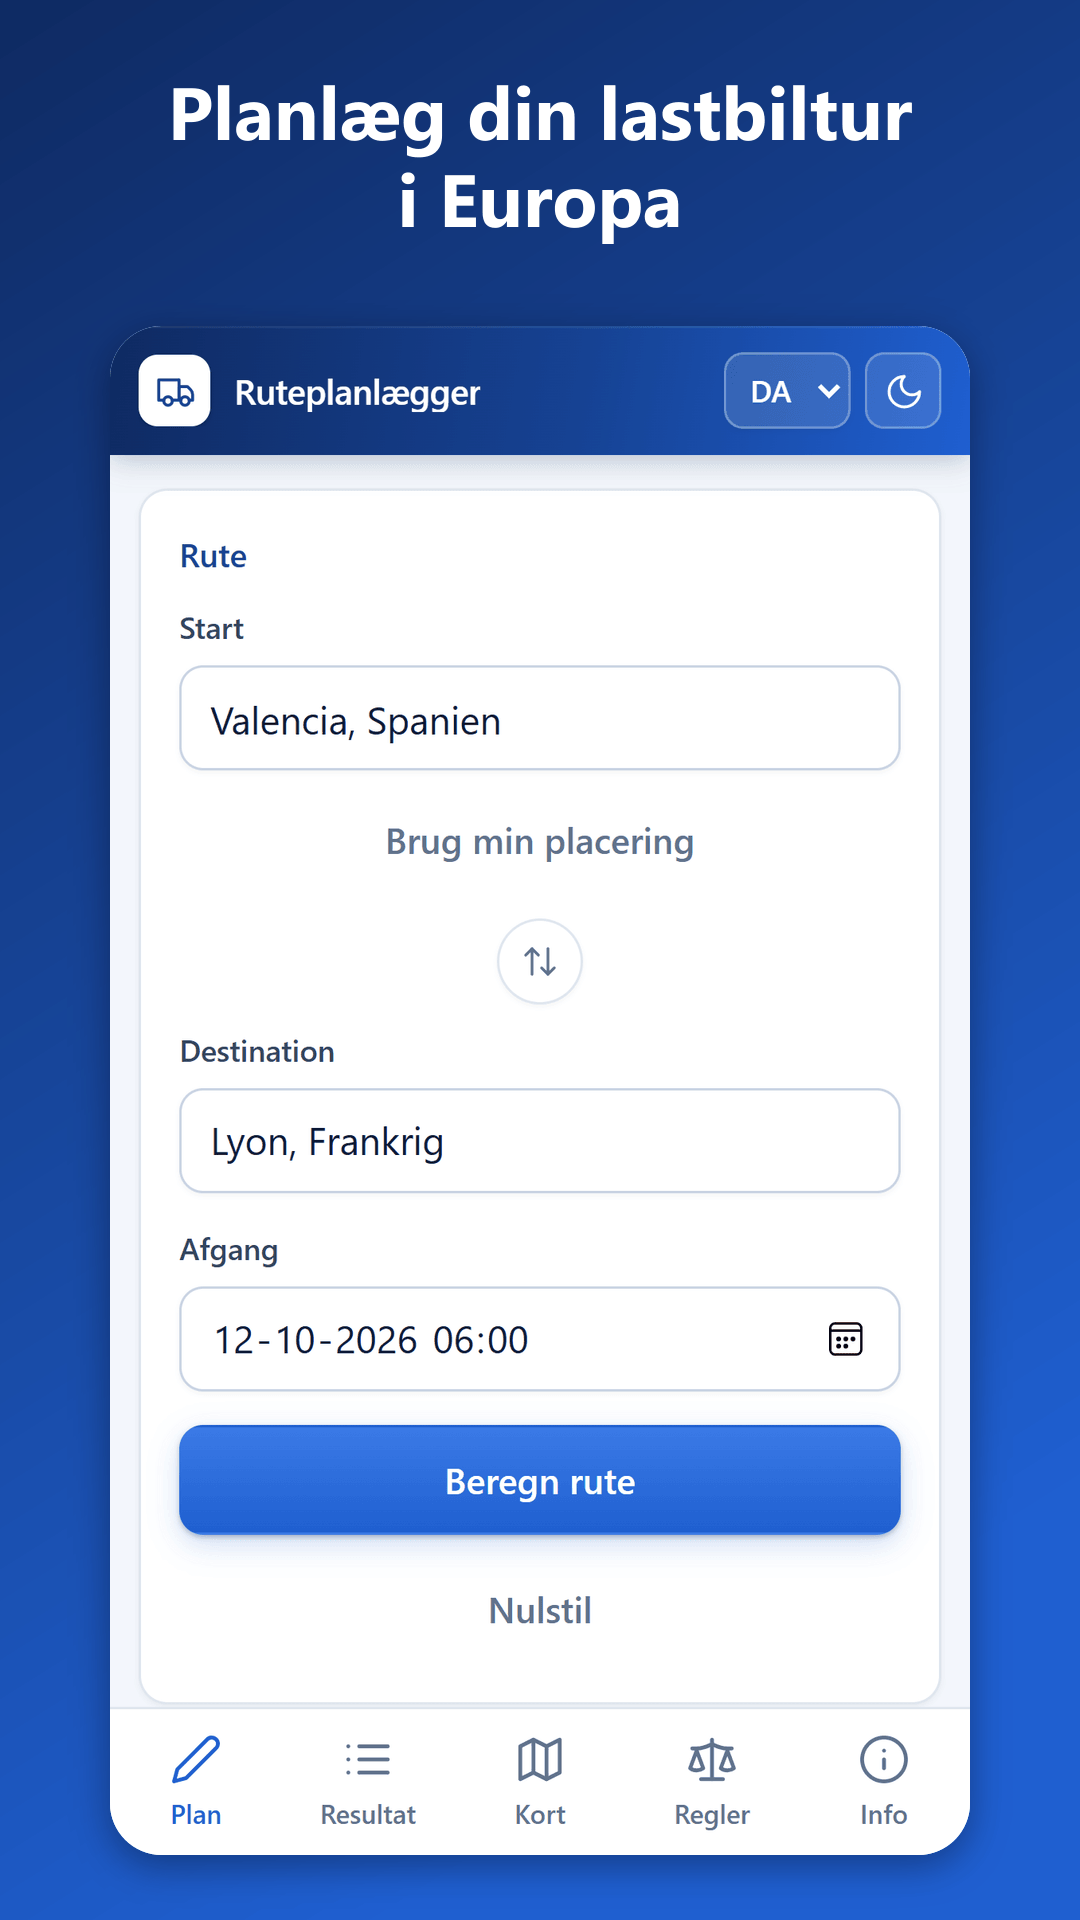 Planlæg din lastbiltur
i Europa
Ruteplanlægger
DA
Rute
Start
Valencia, Spanien
Brug min placering
Destination
Lyon, Frankrig
Afgang
12-10-2026 06:00
Beregn rute
Nulstil
Plan
Resultat
Kort
Regler
Info